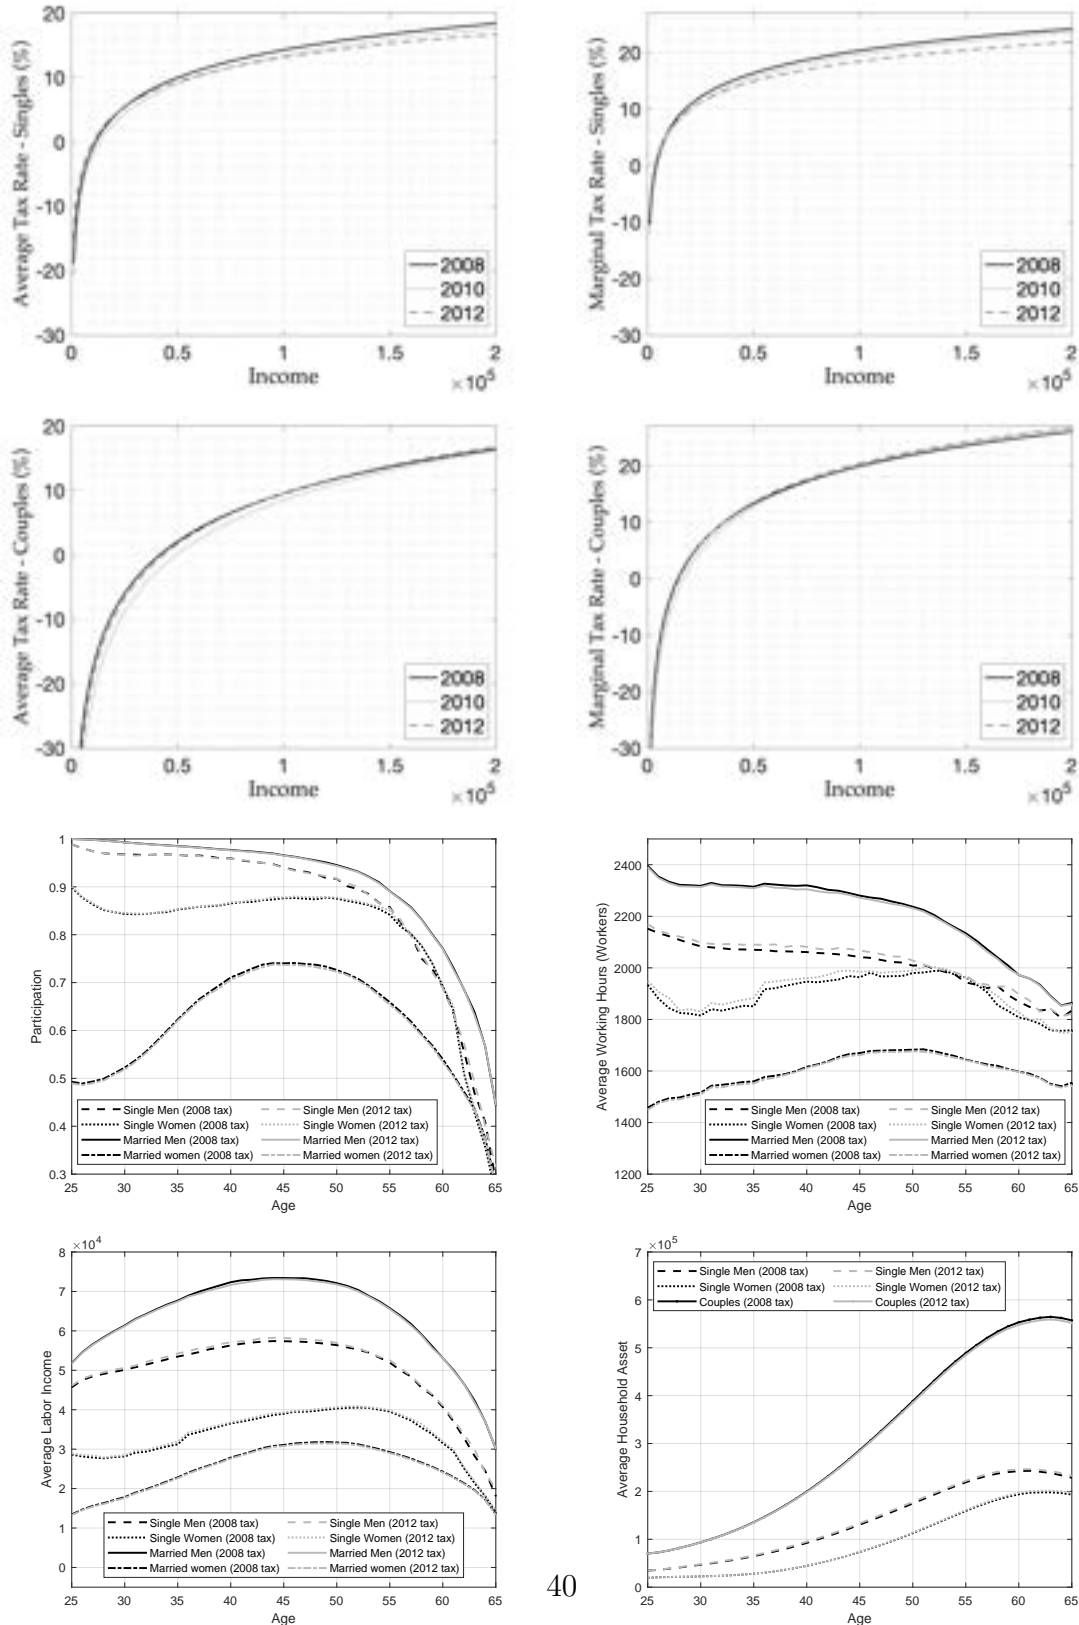 Average Tax Rate - Singles (%)
20
10
0
-10
-20
-30
0 0.5 1 1.5 2
Income
×10⁵
2008
2010
2012
Marginal Tax Rate - Singles (%)
20
10
0
-10
-20
-30
0 0.5 1 1.5 2
Income
×10⁵
2008
2010
2012
Average Tax Rate - Couples (%)
20
10
0
-10
-20
-30
0 0.5 1 1.5 2
Income
×10⁵
2008
2010
2012
Marginal Tax Rate - Couples (%)
20
10
0
-10
-20
-30
0 0.5 1 1.5 2
Income
×10⁵
2008
2010
2012
Participation
1
0.9
0.8
0.7
0.6
0.5
0.4
0.3
Single Men (2008 tax) Single Men (2012 tax)
Single Women (2008 tax) Single Women (2012 tax)
Married Men (2008 tax) Married Men (2012 tax)
Married women (2008 tax) Married women (2012 tax)
25 30 35 40 45 50 55 60 65
Age
Average Working Hours (Workers)
2400
2200
2000
1800
1600
1400
1200
Single Men (2008 tax) Single Men (2012 tax)
Single Women (2008 tax) Single Women (2012 tax)
Married Men (2008 tax) Married Men (2012 tax)
Married women (2008 tax) Married women (2012 tax)
25 30 35 40 45 50 55 60 65
Age
Average Labor Income
×10⁴
8
7
6
5
4
3
2
1
0
Single Men (2008 tax) Single Men (2012 tax)
Single Women (2008 tax) Single Women (2012 tax)
Married Men (2008 tax) Married Men (2012 tax)
Married women (2008 tax) Married women (2012 tax)
25 30 35 40 45 50 55 60 65
Age
Average Household Asset
×10⁵
7
6
5
4
3
2
1
0
Single Men (2008 tax) Single Men (2012 tax)
Single Women (2008 tax) Single Women (2012 tax)
Couples (2008 tax) Couples (2012 tax)
25 30 35 40 45 50 55 60 65
Age
40